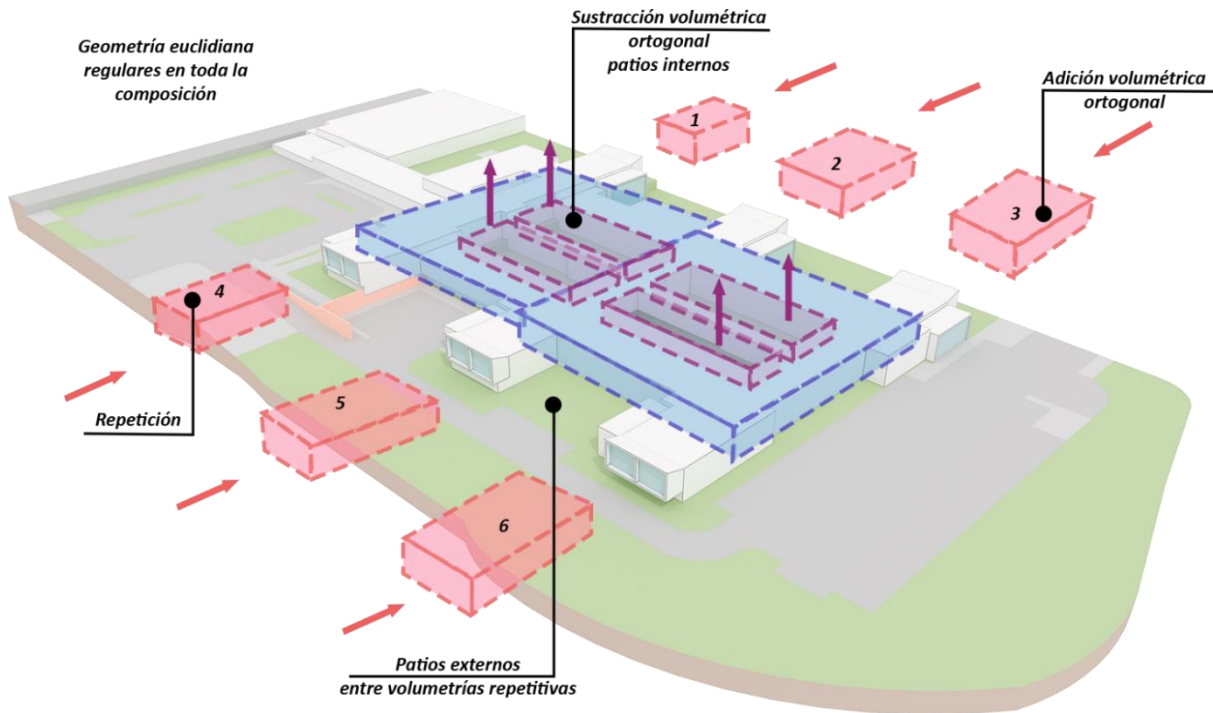 Sustracción volumétrica
ortogonal
patios internos
Geometría euclidiana
regulares en toda la
composición
Adición volumétrica
ortogonal
1
2
3
4
Repetición
5
6
Patios externos
entre volumetrías repetitivas